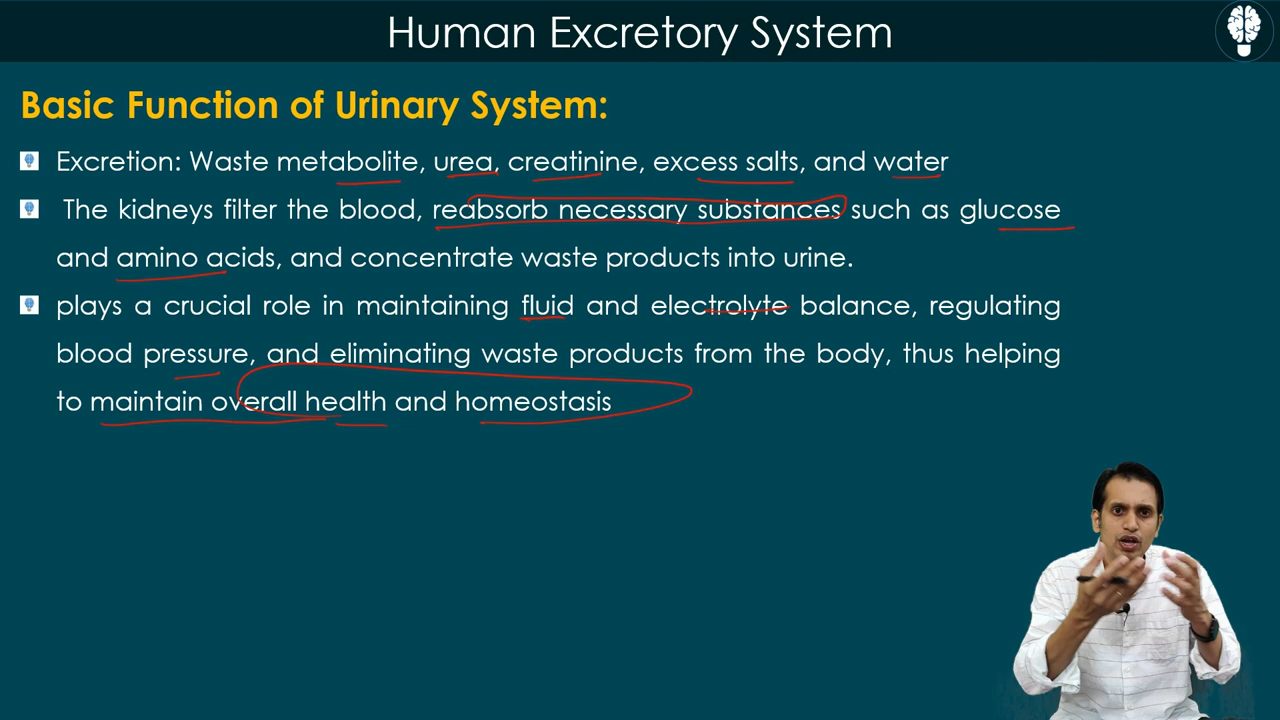 Human Excretory System
Basic Function of Urinary System:
Excretion: Waste metabolite, urea, creatinine, excess salts, and water
The kidneys filter the blood, reabsorb necessary substances such as glucose
and amino acids, and concentrate waste products into urine.
plays a crucial role in maintaining fluid and electrolyte balance, regulating
blood pressure, and eliminating waste products from the body, thus helping
to maintain overall health and homeostasis